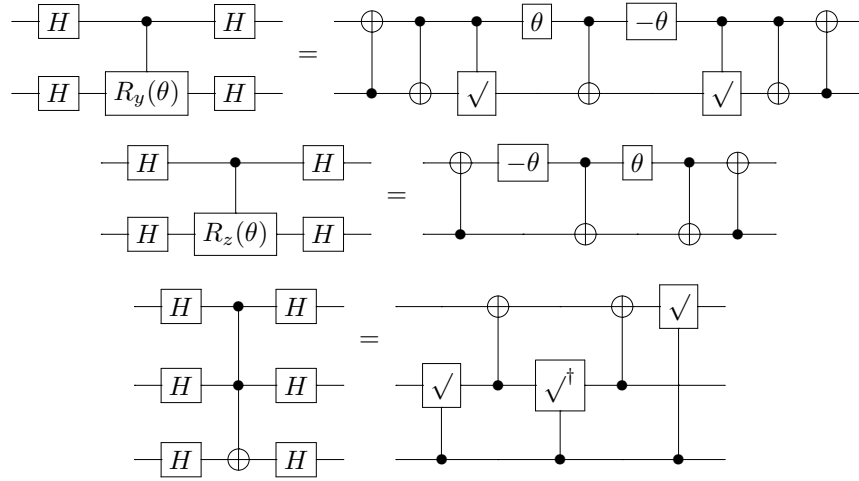 H H = θ −θ
H R_y(θ) H √ √
H H = −θ θ
H R_z(θ) H
H H = √
H H √ √†
H H